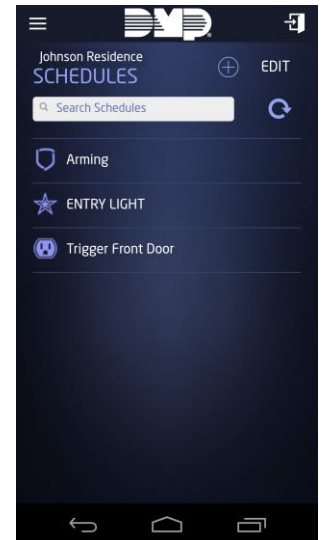 DMP
Johnson Residence
SCHEDULES
EDIT
Search Schedules
Arming
ENTRY LIGHT
Trigger Front Door